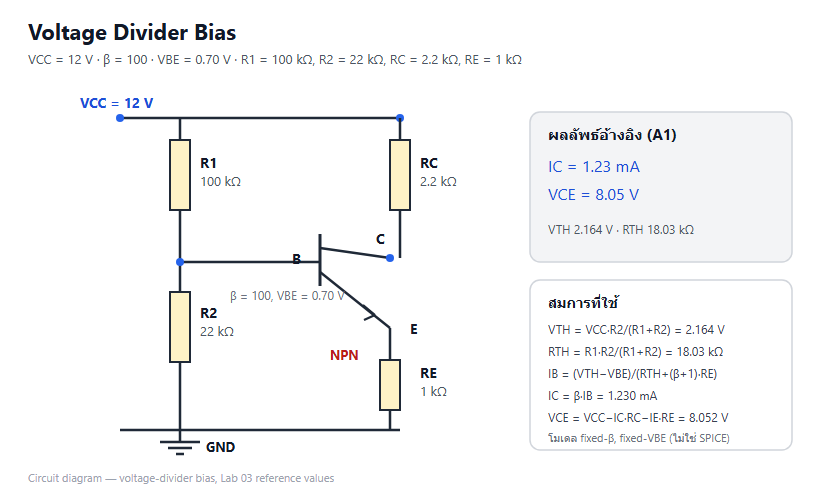 Voltage Divider Bias
VCC = 12 V · β = 100 · VBE = 0.70 V · R1 = 100 kΩ, R2 = 22 kΩ, RC = 2.2 kΩ, RE = 1 kΩ
VCC = 12 V
R1
100 kΩ
RC
2.2 kΩ
C
B
β = 100, VBE = 0.70 V
R2
22 kΩ
E
NPN
RE
1 kΩ
GND
ผลลัพธ์อ้างอิง (A1)
IC = 1.23 mA
VCE = 8.05 V
VTH 2.164 V · RTH 18.03 kΩ
สมการที่ใช้
VTH = VCC·R2/(R1+R2) = 2.164 V
RTH = R1·R2/(R1+R2) = 18.03 kΩ
IB = (VTH−VBE)/(RTH+(β+1)·RE)
IC = β·IB = 1.230 mA
VCE = VCC−IC·RC−IE·RE = 8.052 V
โมเดล fixed-β, fixed-VBE (ไม่ใช่ SPICE)
Circuit diagram — voltage-divider bias, Lab 03 reference values